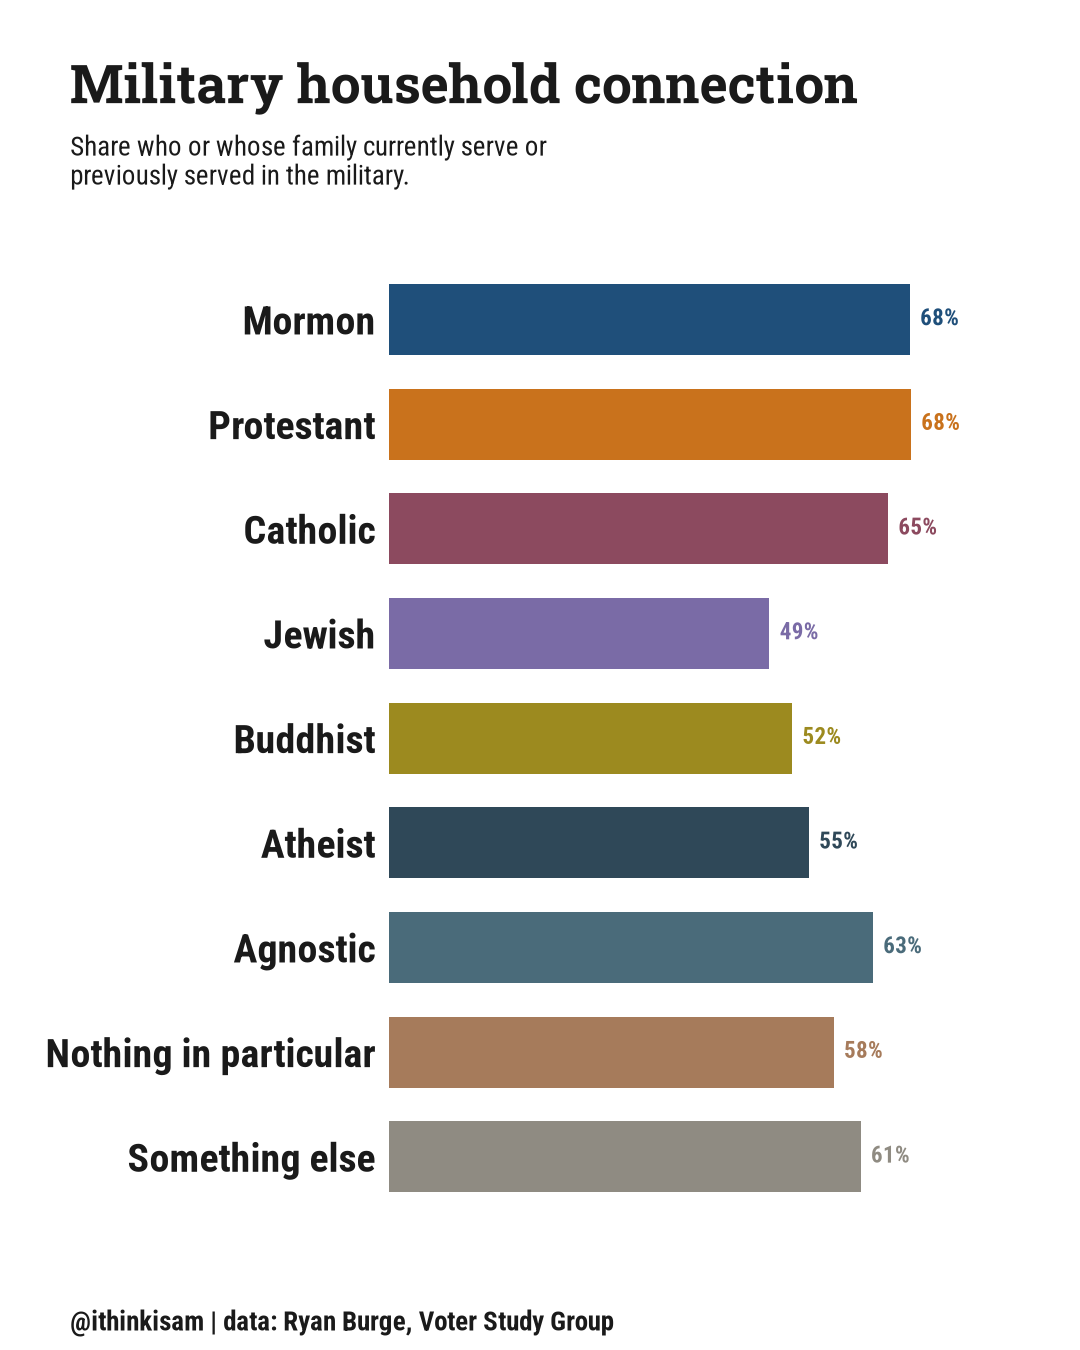 Military household connection
Share who or whose family currently serve or
previously served in the military.
Mormon 68%
Protestant 68%
Catholic 65%
Jewish 49%
Buddhist 52%
Atheist 55%
Agnostic 63%
Nothing in particular 58%
Something else 61%
@ithinkisam | data: Ryan Burge, Voter Study Group